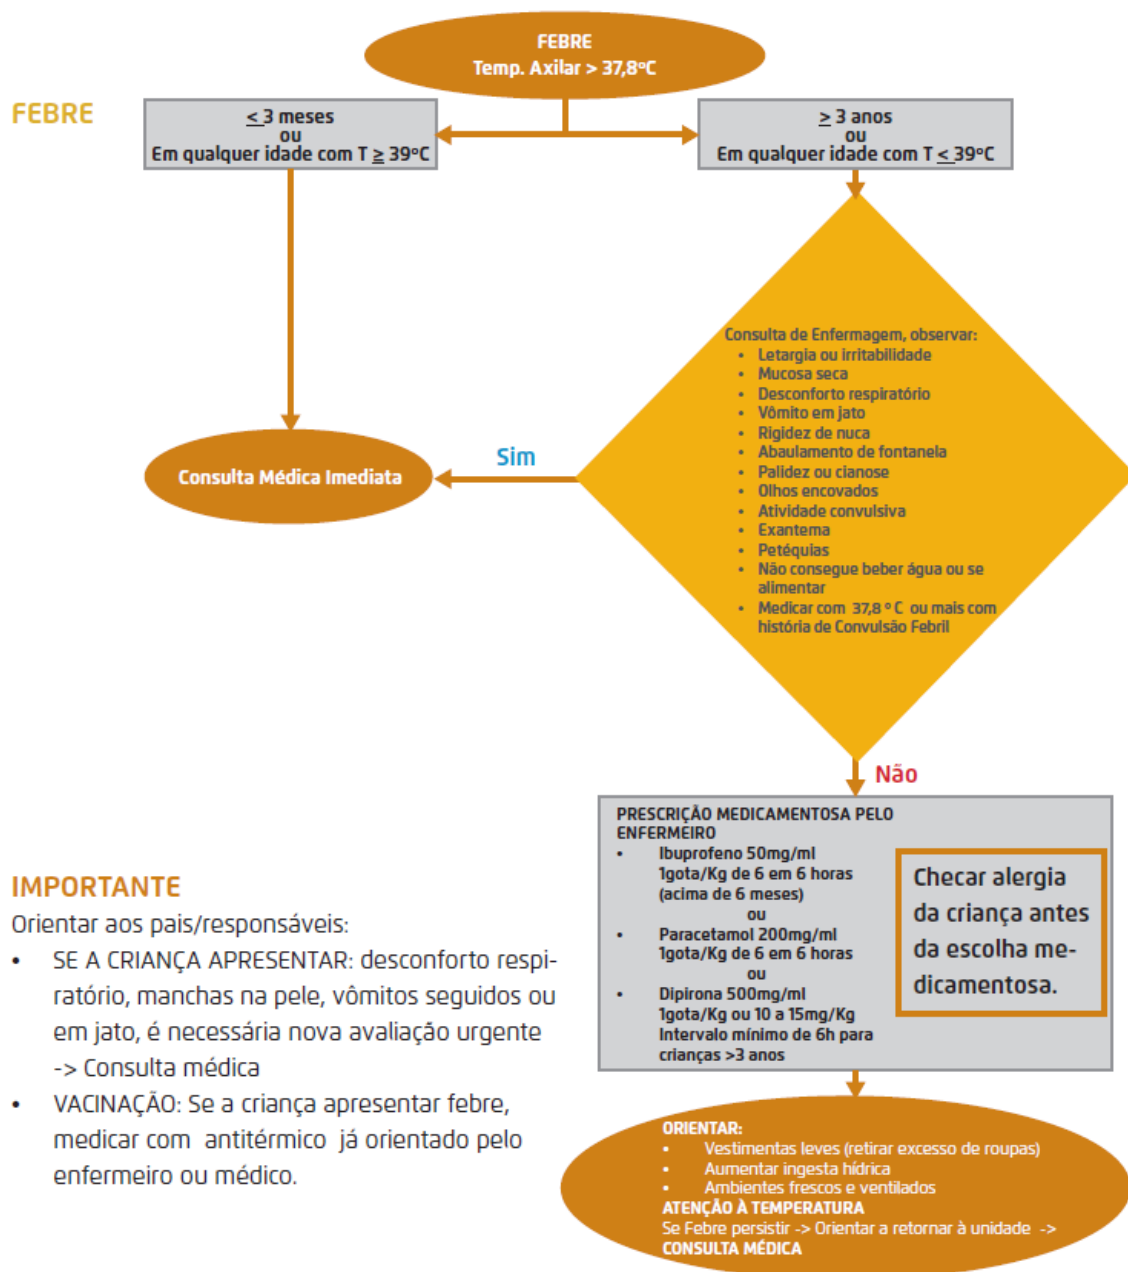 FEBRE
Temp. Axilar > 37,8ºC
FEBRE
< 3 meses
ou
Em qualquer idade com T ≥ 39ºC
≥ 3 anos
ou
Em qualquer idade com T < 39ºC
Consulta de Enfermagem, observar:
• Letargia ou irritabilidade
• Mucosa seca
• Desconforto respiratório
• Vômito em jato
• Rigidez de nuca
• Abaulamento de fontanela
• Palidez ou cianose
• Olhos encovados
• Atividade convulsiva
• Exantema
• Petéquias
• Não consegue beber água ou se
alimentar
• Medicar com 37,8 º C ou mais com
história de Convulsão Febril
Sim
Consulta Médica Imediata
Não
PRESCRIÇÃO MEDICAMENTOSA PELO
ENFERMEIRO
• Ibuprofeno 50mg/ml
1gota/Kg de 6 em 6 horas
(acima de 6 meses)
ou
• Paracetamol 200mg/ml
1gota/Kg de 6 em 6 horas
ou
• Dipirona 500mg/ml
1gota/Kg ou 10 a 15mg/Kg
Intervalo mínimo de 6h para
crianças >3 anos
Checar alergia
da criança antes
da escolha me-
dicamentosa.
IMPORTANTE
Orientar aos pais/responsáveis:
• SE A CRIANÇA APRESENTAR: desconforto respi-
ratório, manchas na pele, vômitos seguidos ou
em jato, é necessária nova avaliação urgente
-> Consulta médica
• VACINAÇÃO: Se a criança apresentar febre,
medicar com antitérmico já orientado pelo
enfermeiro ou médico.
ORIENTAR:
• Vestimentas leves (retirar excesso de roupas)
• Aumentar ingesta hídrica
• Ambientes frescos e ventilados
ATENÇÃO À TEMPERATURA
Se Febre persistir -> Orientar a retornar à unidade ->
CONSULTA MÉDICA